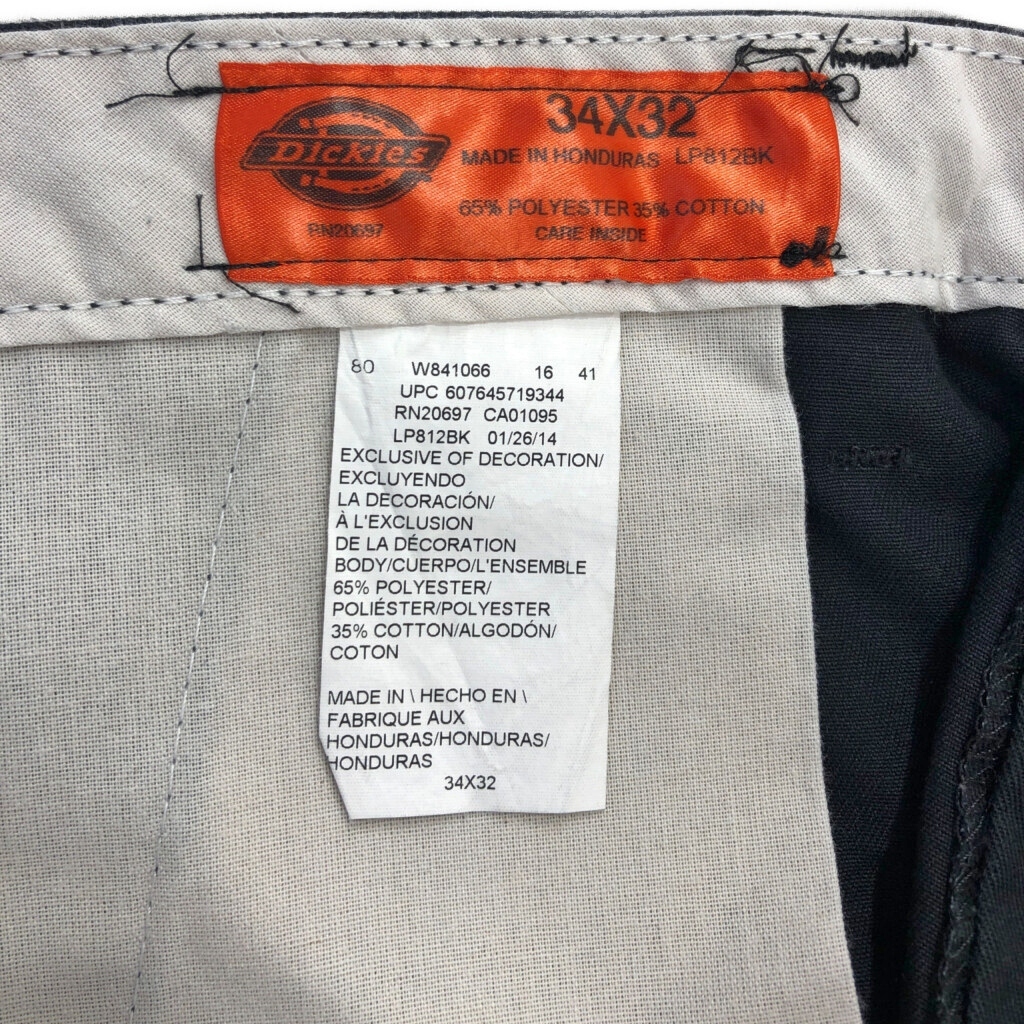 Dickies
34X32
MADE IN HONDURAS LP812BK
65% POLYESTER 35% COTTON
RN20697
CARE INSIDE
80 W841066 16 41
UPC 607645719344
RN20697 CA01095
LP812BK 01/26/14
EXCLUSIVE OF DECORATION/
EXCLUYENDO
LA DECORACIÓN/
À L'EXCLUSION
DE LA DÉCORATION
BODY/CUERPO/L'ENSEMBLE
65% POLYESTER/
POLIÉSTER/POLYESTER
35% COTTON/ALGODÓN/
COTON
MADE IN \ HECHO EN \
FABRIQUE AUX
HONDURAS/HONDURAS/
HONDURAS
34X32